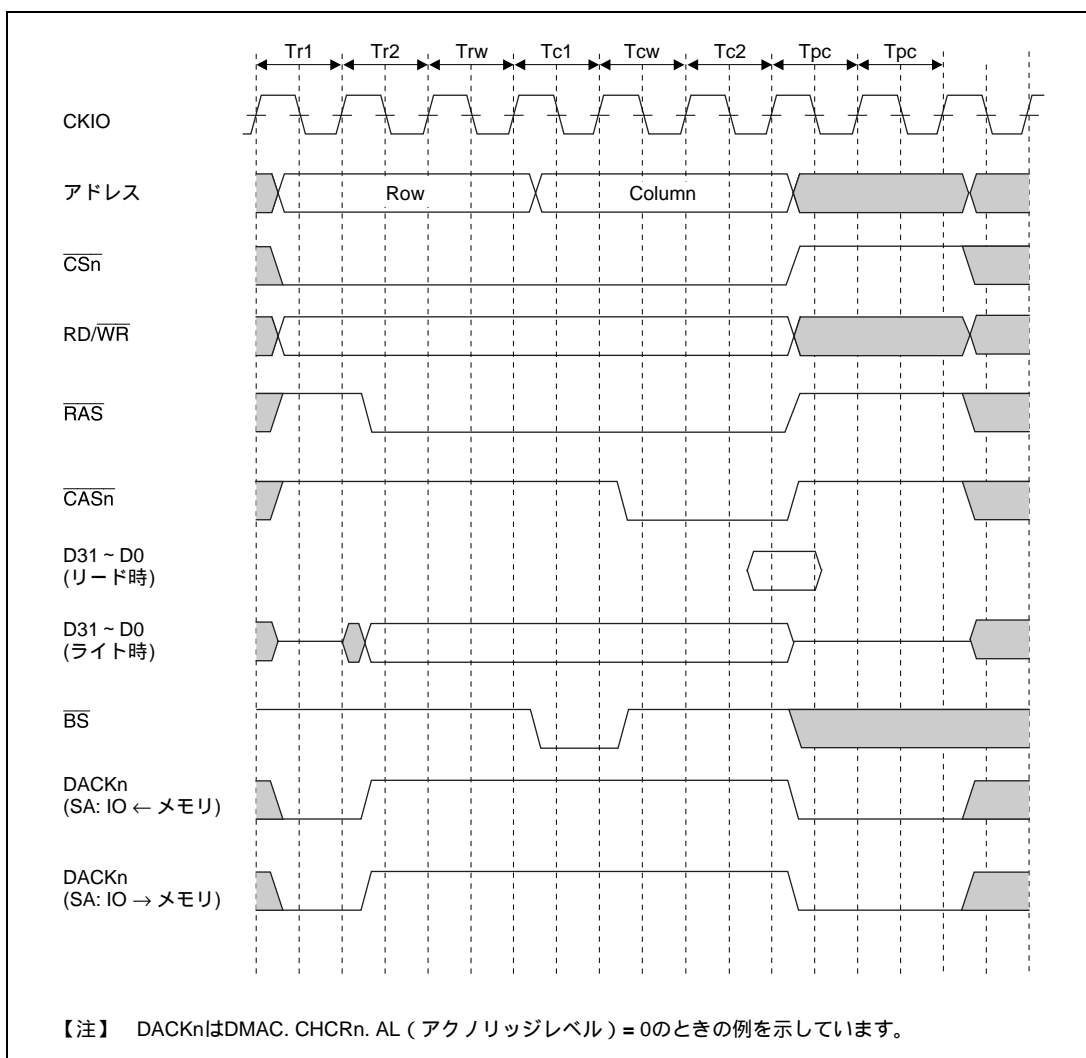 Tr1 Tr2 Trw Tc1 Tcw Tc2 Tpc Tpc
CKIO
アドレス
Row Column
CSn
RD/WR
RAS
CASn
D31 ~ D0
(リード時)
D31 ~ D0
(ライト時)
BS
DACKn
(SA: IO ← メモリ)
DACKn
(SA: IO → メモリ)
【注】 DACKnはDMAC. CHCRn. AL ( アクノリッジレベル ) = 0のときの例を示しています。